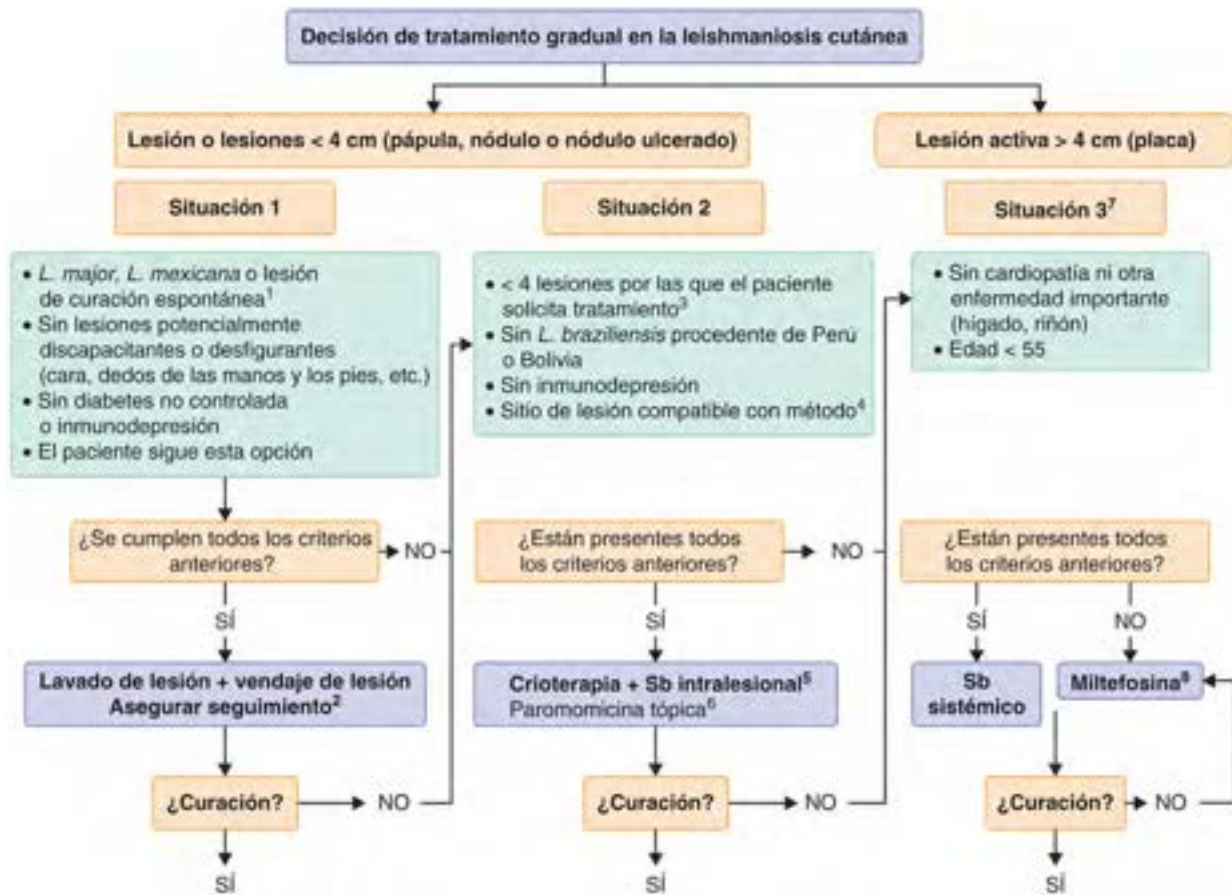 Decisión de tratamiento gradual en la leishmaniosis cutánea
Lesión o lesiones < 4 cm (pápula, nódulo o nódulo ulcerado)
Lesión activa > 4 cm (placa)
Situación 1
Situación 2
Situación 3⁷
• L. major, L. mexicana o lesión
de curación espontánea¹
• Sin lesiones potencialmente
discapacitantes o desfigurantes
(cara, dedos de las manos y los pies, etc.)
• Sin diabetes no controlada
o inmunodepresión
• El paciente sigue esta opción
• < 4 lesiones por las que el paciente
solicita tratamiento³
• Sin L. braziliensis procedente de Perú
o Bolivia
• Sin inmunodepresión
• Sitio de lesión compatible con método⁴
• Sin cardiopatía ni otra
enfermedad importante
(hígado, riñón)
• Edad < 55
¿Se cumplen todos los criterios
anteriores?
NO
¿Están presentes todos
los criterios anteriores?
NO
¿Están presentes todos
los criterios anteriores?
SÍ
SÍ
SÍ
NO
Lavado de lesión + vendaje de lesión
Asegurar seguimiento²
Crioterapia + Sb intralesional⁵
Paromomicina tópica⁶
Sb
sistémico
Miltefosina⁸
¿Curación?
NO
¿Curación?
NO
¿Curación?
NO
SÍ
SÍ
SÍ